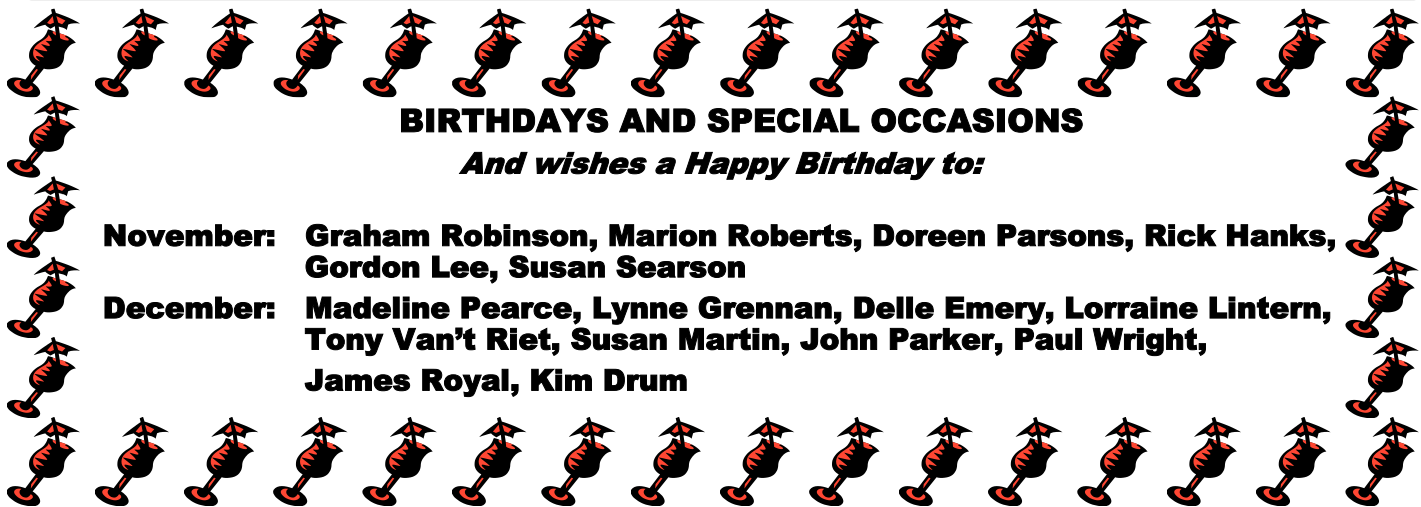 BIRTHDAYS AND SPECIAL OCCASIONS
And wishes a Happy Birthday to:
November: Graham Robinson, Marion Roberts, Doreen Parsons, Rick Hanks,
Gordon Lee, Susan Searson
December: Madeline Pearce, Lynne Grennan, Delle Emery, Lorraine Lintern,
Tony Van’t Riet, Susan Martin, John Parker, Paul Wright,
James Royal, Kim Drum